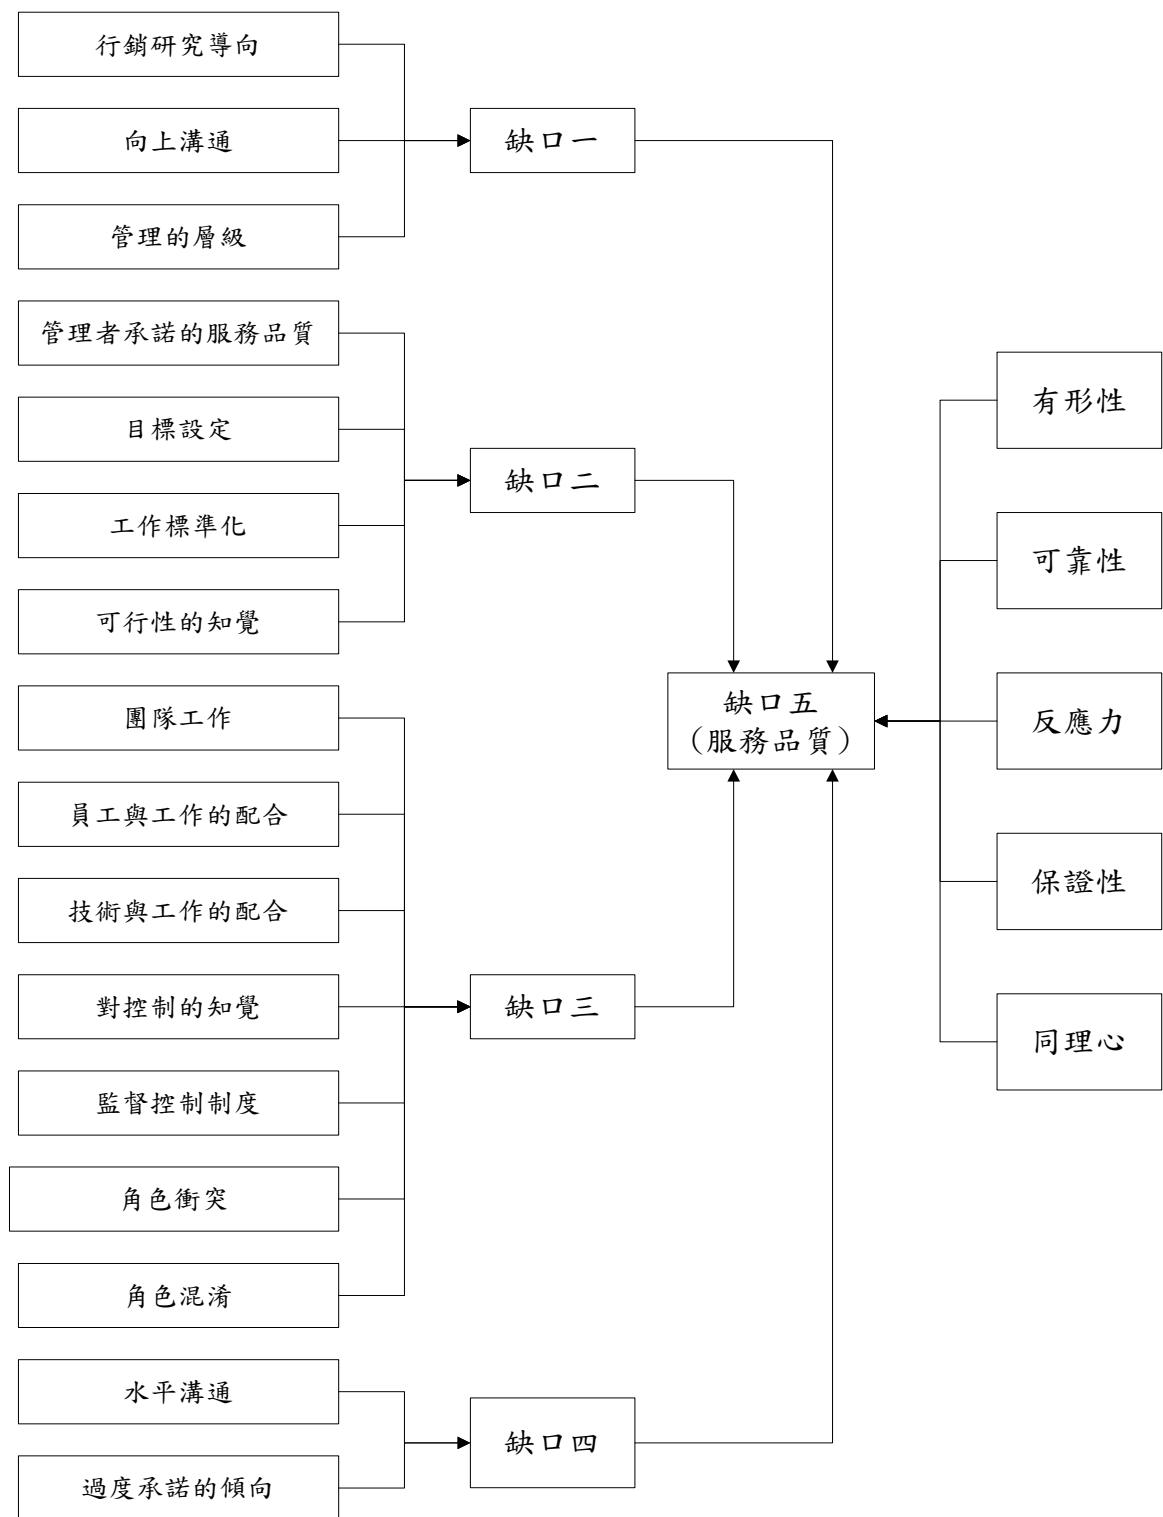 行銷研究導向
向上溝通
管理的層級
缺口一
管理者承諾的服務品質
目標設定
工作標準化
可行性的知覺
缺口二
團隊工作
員工與工作的配合
技術與工作的配合
對控制的知覺
監督控制制度
角色衝突
角色混淆
缺口三
水平溝通
過度承諾的傾向
缺口四
缺口五
（服務品質）
有形性
可靠性
反應力
保證性
同理心